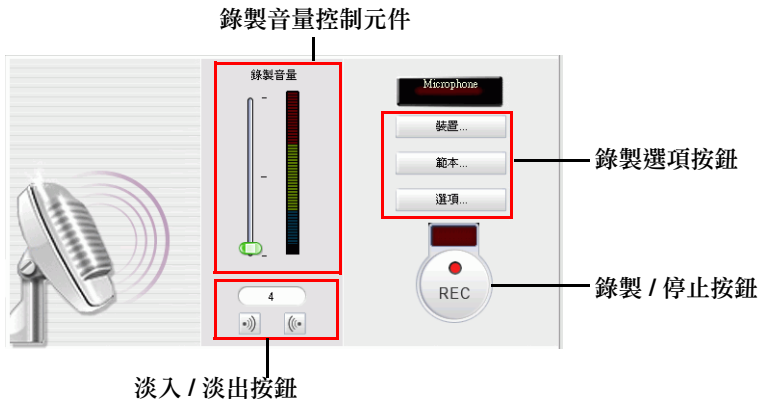 錄製音量控制元件
錄製音量
Microphone
裝置...
範本...
選項...
錄製選項按鈕
REC
錄製 / 停止按鈕
4
淡入 / 淡出按鈕